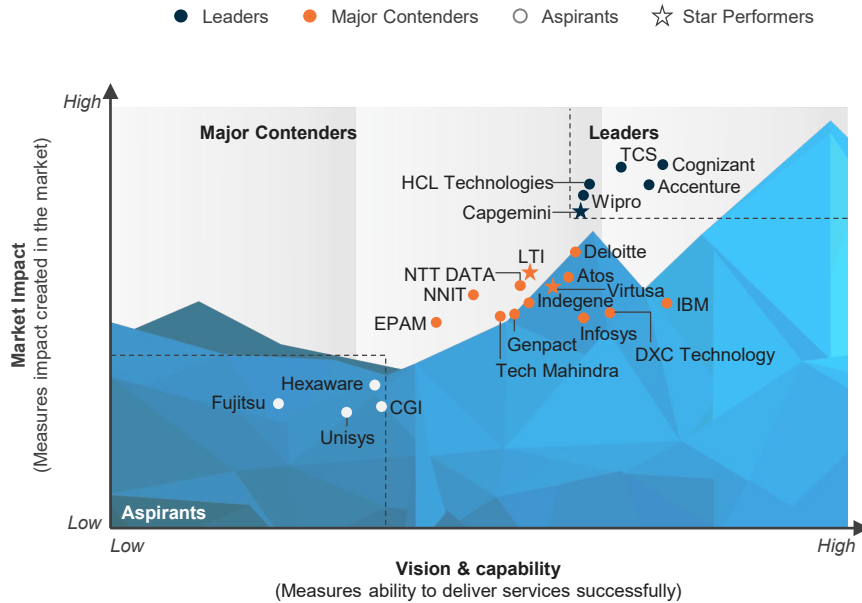 Leaders
Major Contenders
Aspirants
Star Performers
High
Major Contenders
Leaders
TCS
Cognizant
HCL Technologies
Accenture
Wipro
Capgemini
LTI
Deloitte
NTT DATA
Atos
NNIT
Virtusa
Indegene
IBM
EPAM
Genpact
Infosys
DXC Technology
Tech Mahindra
Hexaware
Fujitsu
CGI
Unisys
Aspirants
Market Impact
(Measures impact created in the market)
Low
Low
High
Vision & capability
(Measures ability to deliver services successfully)